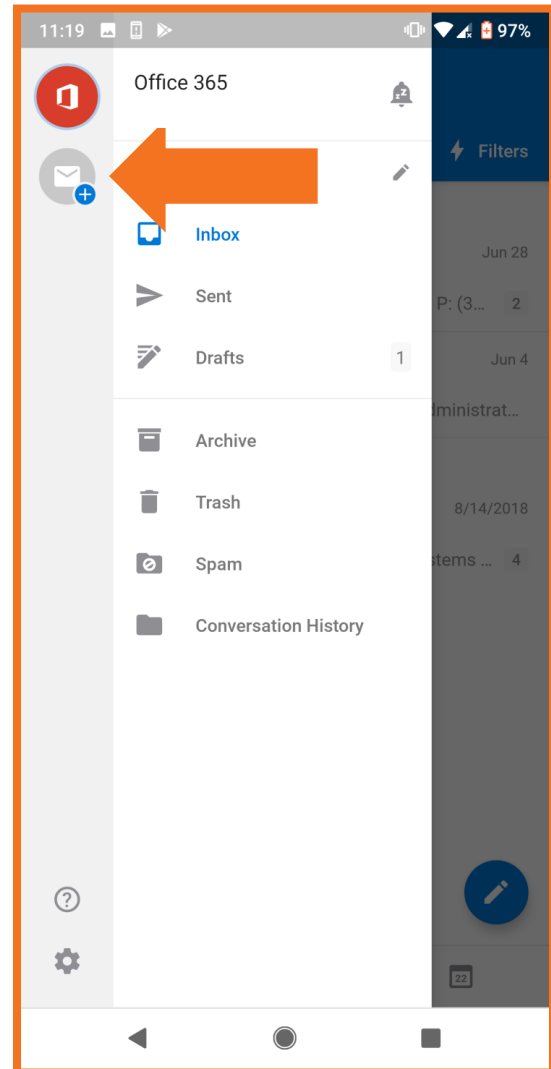 11:19 97%
Office 365
Filters
Inbox
Jun 28
Sent
P: (3... 2
Drafts 1
Jun 4
dministrat...
Archive
Trash
8/14/2018
Spam
stems ... 4
Conversation History
22